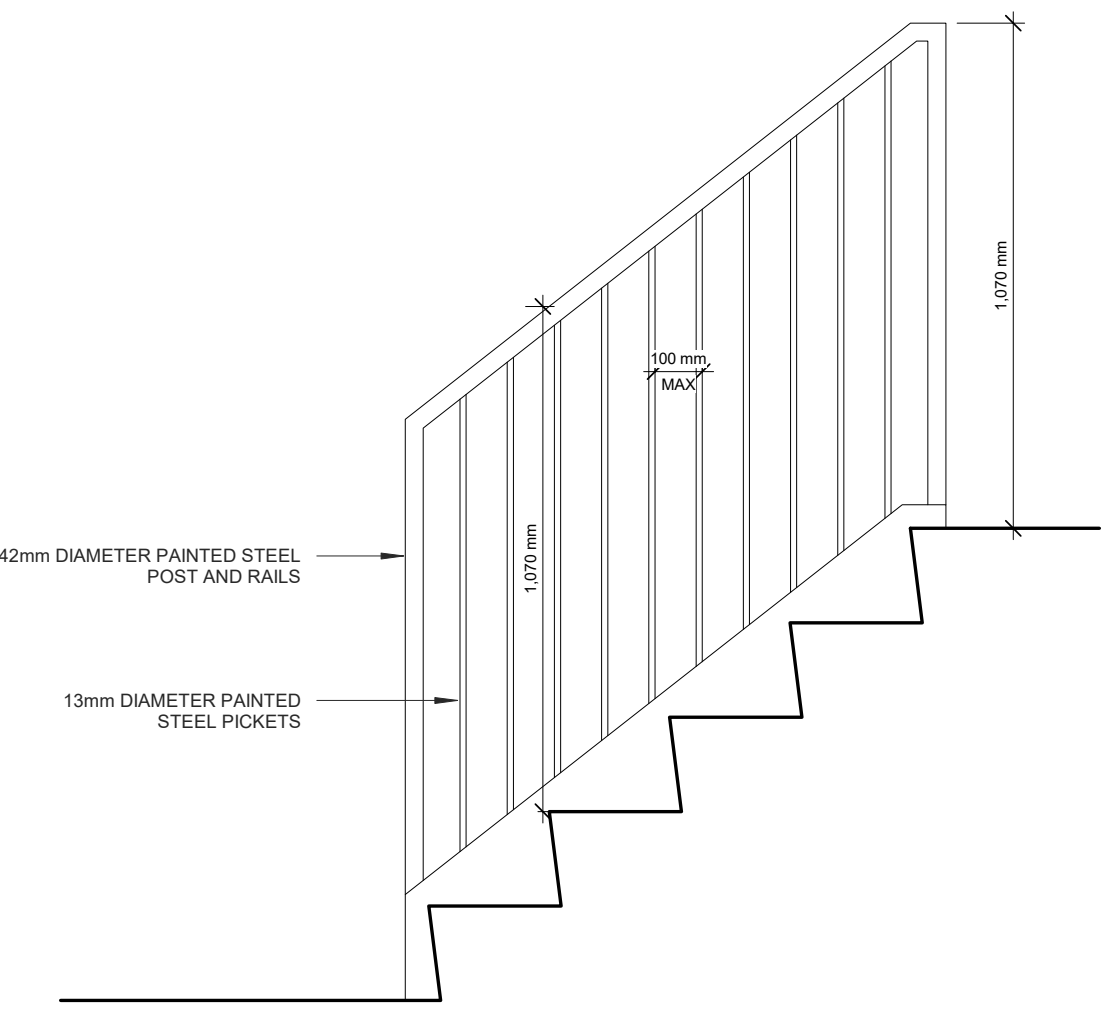 1,070 mm
100 mm
MAX
1,070 mm
42mm DIAMETER PAINTED STEEL
POST AND RAILS
13mm DIAMETER PAINTED
STEEL PICKETS